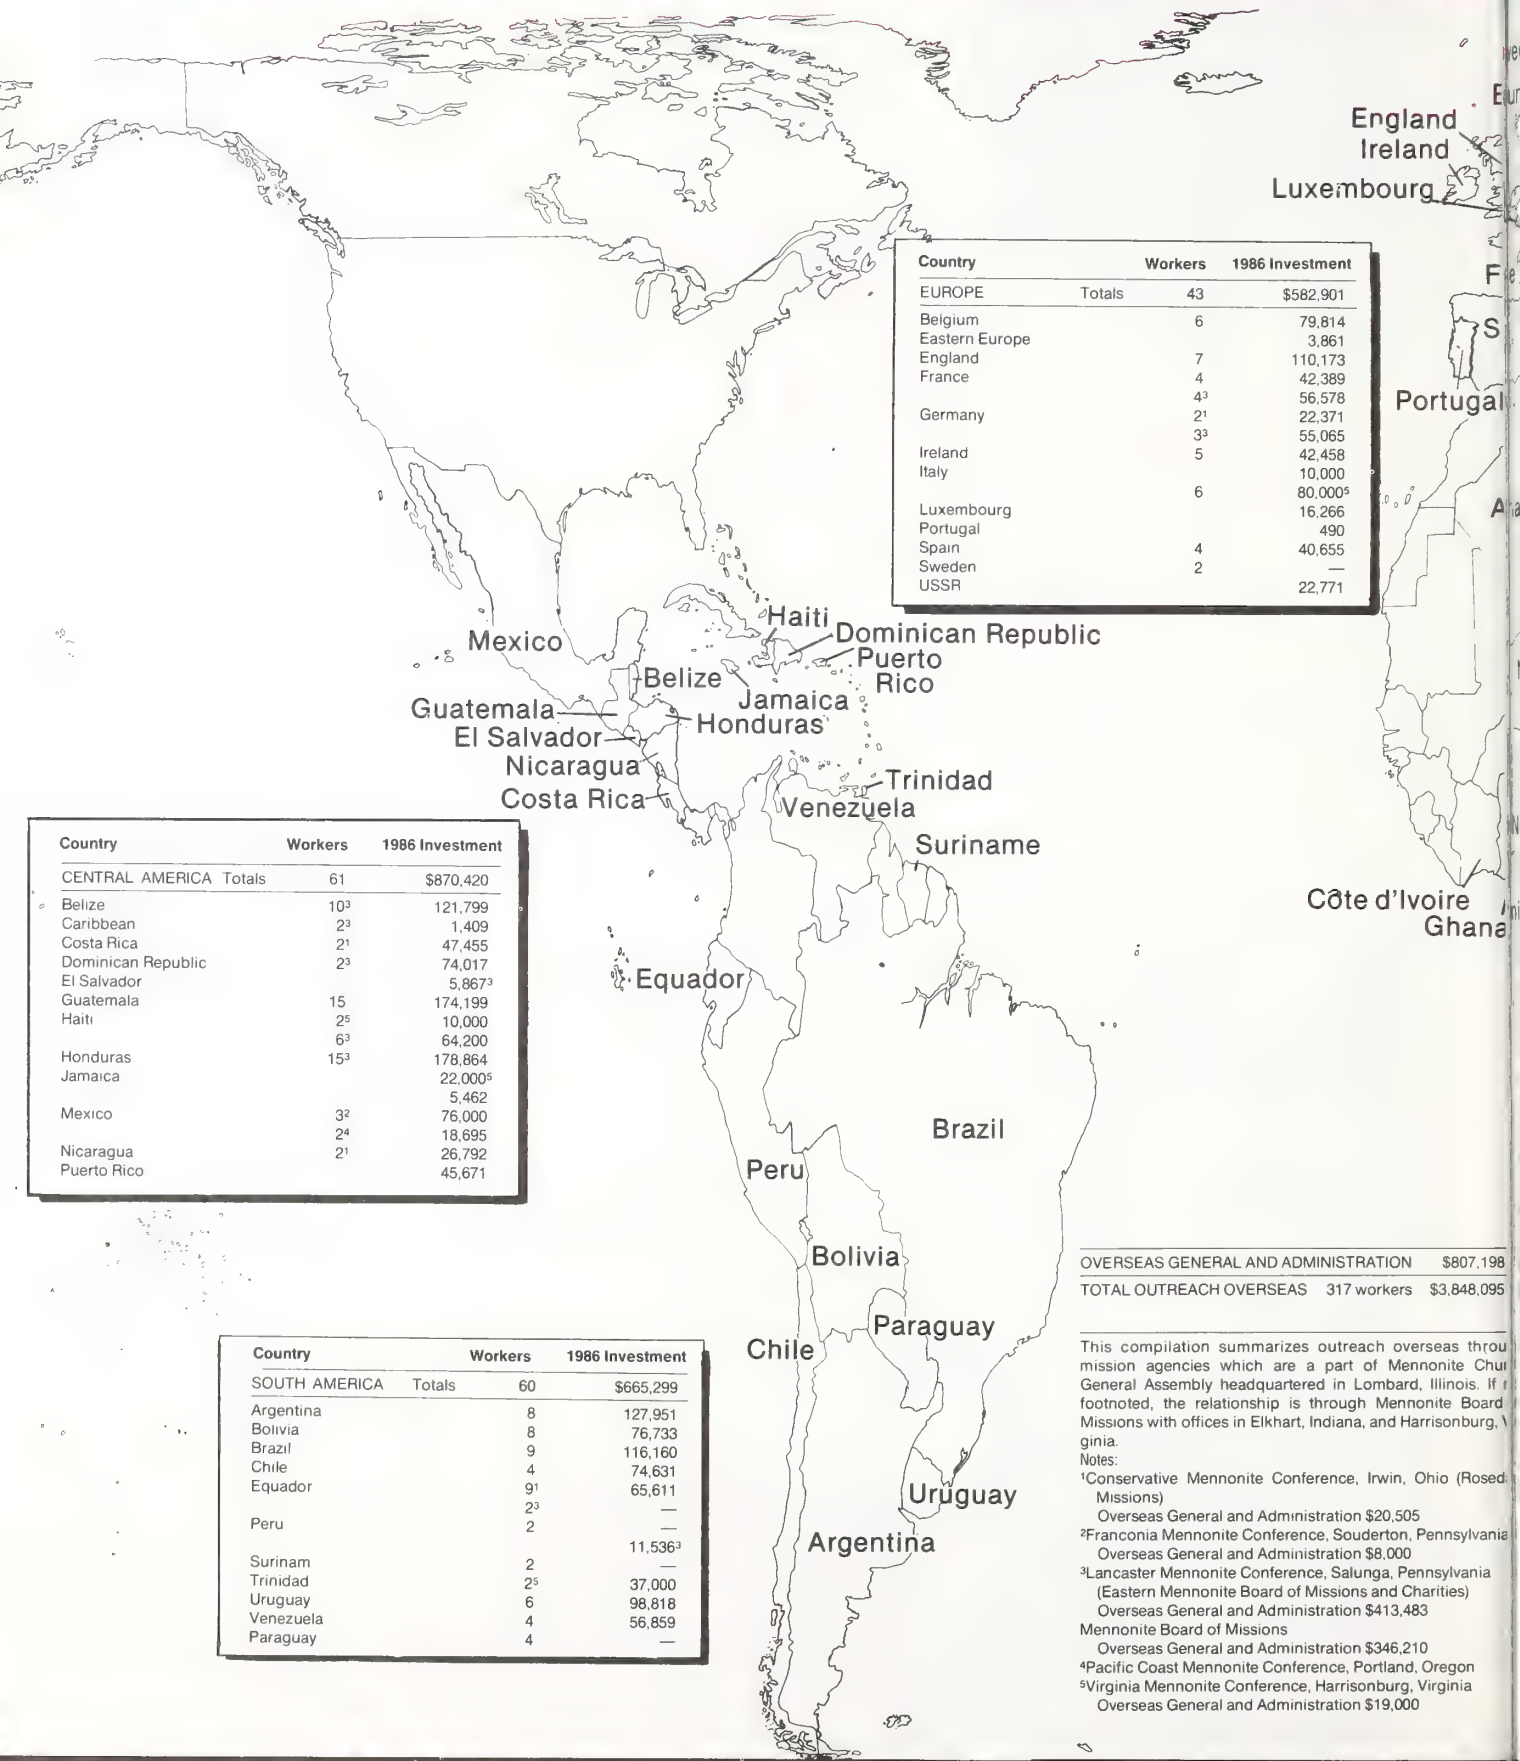 England
Ireland
Luxembourg
Portugal
Country Workers 1986 Investment
EUROPE Totals 43 $582,901
Belgium 6 79,814
Eastern Europe 3,861
England 7 110,173
France 4 42,389
4³ 56,578
Germany 2¹ 22,371
3³ 55,065
Ireland 5 42,458
Italy 10,000
6 80,000⁵
Luxembourg 16,266
Portugal 490
Spain 4 40,655
Sweden 2 —
USSR 22,771
Mexico
Haiti
Dominican Republic
Puerto
Rico
Belize
Jamaica
Guatemala
Honduras
El Salvador
Nicaragua
Costa Rica
Trinidad
Venezuela
Suriname
Côte d'Ivoire
Ghana
Equador
Brazil
Peru
Bolivia
Paraguay
Chile
Uruguay
Argentina
Country Workers 1986 Investment
CENTRAL AMERICA Totals 61 $870,420
Belize 10³ 121,799
Caribbean 2³ 1,409
Costa Rica 2¹ 47,455
Dominican Republic 2³ 74,017
El Salvador 5,867³
Guatemala 15 174,199
Haiti 2⁵ 10,000
6³ 64,200
Honduras 15³ 178,864
Jamaica 22,000⁵
5,462
Mexico 3² 76,000
2⁴ 18,695
Nicaragua 2¹ 26,792
Puerto Rico 45,671
Country Workers 1986 Investment
SOUTH AMERICA Totals 60 $665,299
Argentina 8 127,951
Bolivia 8 76,733
Brazil 9 116,160
Chile 4 74,631
Equador 9¹ 65,611
2³ —
Peru 2 —
11,536³
Surinam 2 —
Trinidad 2⁵ 37,000
Uruguay 6 98,818
Venezuela 4 56,859
Paraguay 4 —
OVERSEAS GENERAL AND ADMINISTRATION $807,198
TOTAL OUTREACH OVERSEAS 317 workers $3,848,095
This compilation summarizes outreach overseas throu
mission agencies which are a part of Mennonite Chur
General Assembly headquartered in Lombard, Illinois. If
footnoted, the relationship is through Mennonite Board
Missions with offices in Elkhart, Indiana, and Harrisonburg,
ginia.
Notes:
¹Conservative Mennonite Conference, Irwin, Ohio (Rosed
Missions)
Overseas General and Administration $20,505
²Franconia Mennonite Conference, Souderton, Pennsylvania
Overseas General and Administration $8,000
³Lancaster Mennonite Conference, Salunga, Pennsylvania
(Eastern Mennonite Board of Missions and Charities)
Overseas General and Administration $413,483
Mennonite Board of Missions
Overseas General and Administration $346,210
⁴Pacific Coast Mennonite Conference, Portland, Oregon
⁵Virginia Mennonite Conference, Harrisonburg, Virginia
Overseas General and Administration $19,000